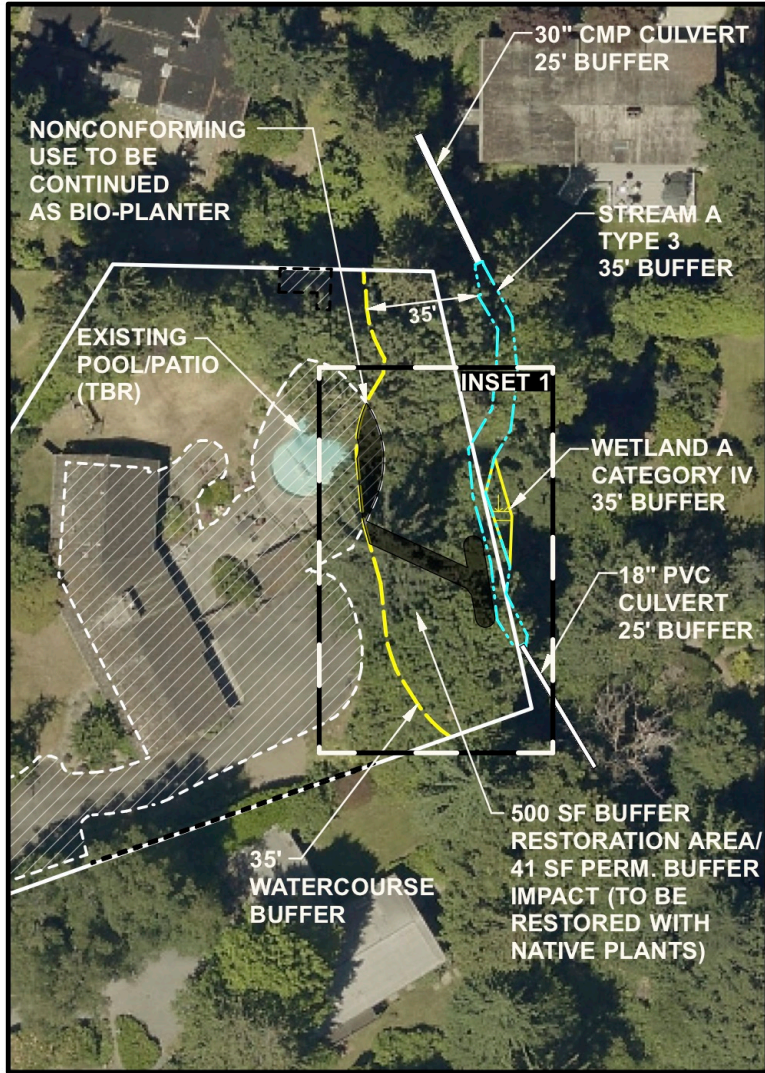 30" CMP CULVERT
25' BUFFER
NONCONFORMING
USE TO BE
CONTINUED
AS BIO-PLANTER
STREAM A
TYPE 3
35' BUFFER
35'
EXISTING
POOL/PATIO
(TBR)
INSET 1
WETLAND A
CATEGORY IV
35' BUFFER
18" PVC
CULVERT
25' BUFFER
500 SF BUFFER
RESTORATION AREA/
41 SF PERM. BUFFER
IMPACT (TO BE
RESTORED WITH
NATIVE PLANTS)
35'
WATERCOURSE
BUFFER